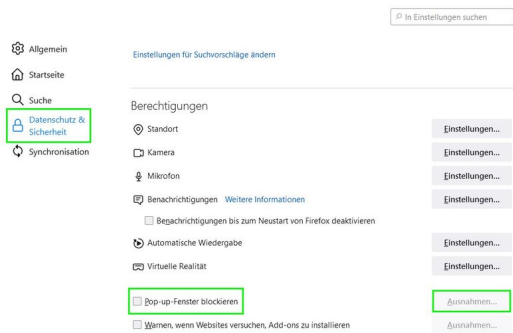 In Einstellungen suchen
Allgemein
Einstellungen für Suchvorschläge ändern
Startseite
Suche
Berechtigungen
Datenschutz &
Sicherheit
Standort Einstellungen...
Synchronisation
Kamera Einstellungen...
Mikrofon Einstellungen...
Benachrichtigungen Weitere Informationen Einstellungen...
Benachrichtigungen bis zum Neustart von Firefox deaktivieren
Automatische Wiedergabe Einstellungen...
Virtuelle Realität Einstellungen...
Pop-up-Fenster blockieren Ausnahmen...
Warnen, wenn Websites versuchen, Add-ons zu installieren Ausnahmen...